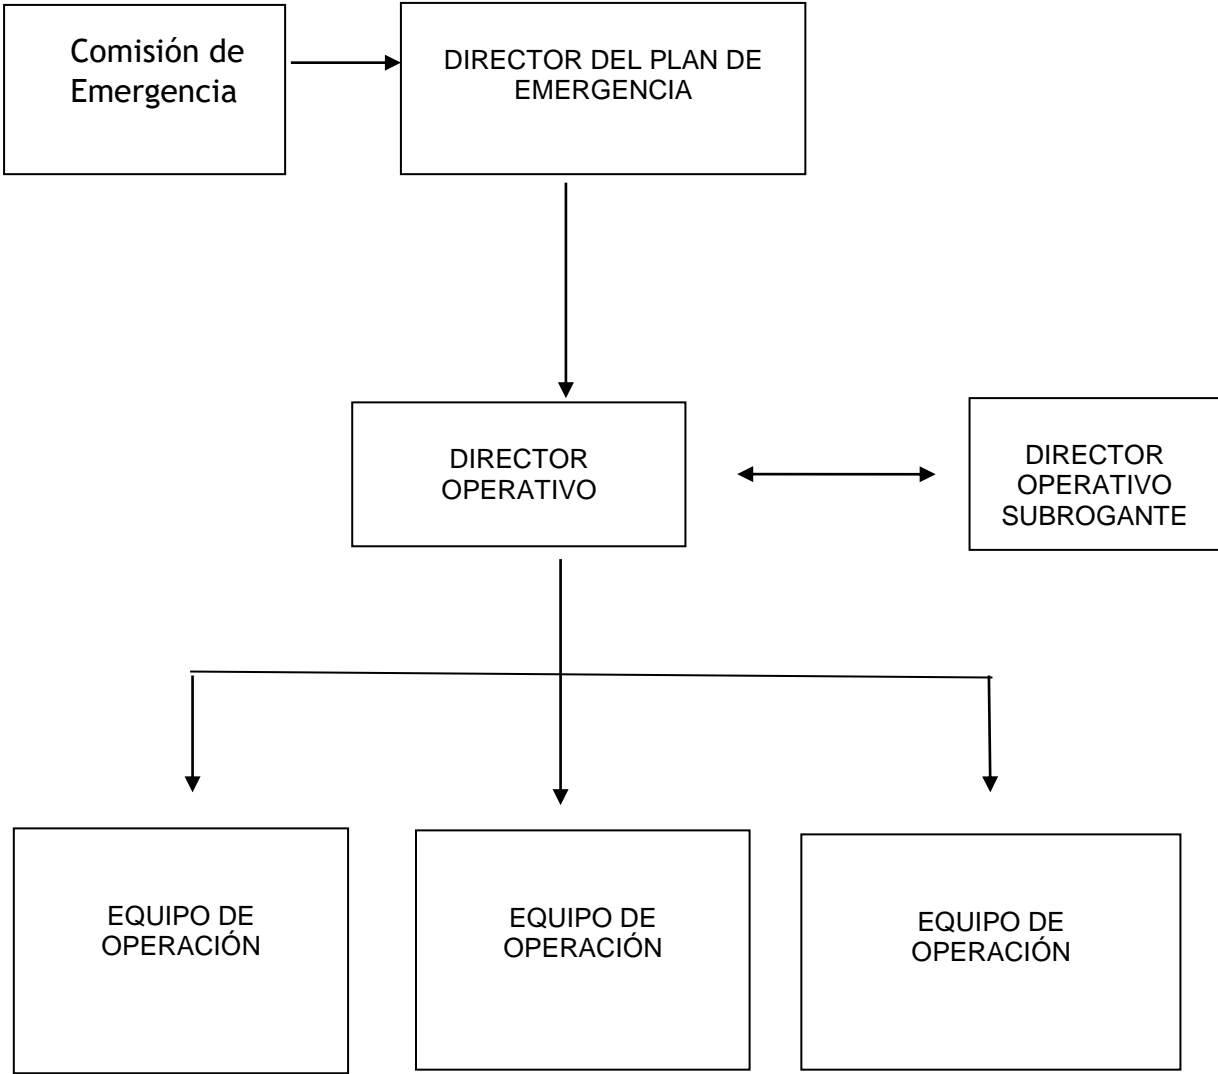 Comisión de
Emergencia
DIRECTOR DEL PLAN DE
EMERGENCIA
DIRECTOR
OPERATIVO
DIRECTOR
OPERATIVO
SUBROGANTE
EQUIPO DE
OPERACIÓN
EQUIPO DE
OPERACIÓN
EQUIPO DE
OPERACIÓN